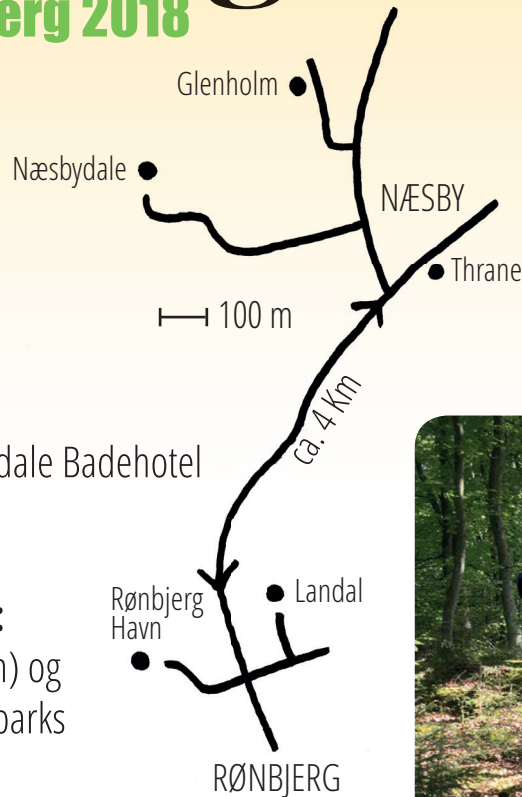 erg 2018
Glenholm
Næsbydale
NÆSBY
Thrane
100 m
ca. 4 Km
dale Badehotel
Rønbjerg
Havn
Landal
:
) og
parks
RØNBJERG